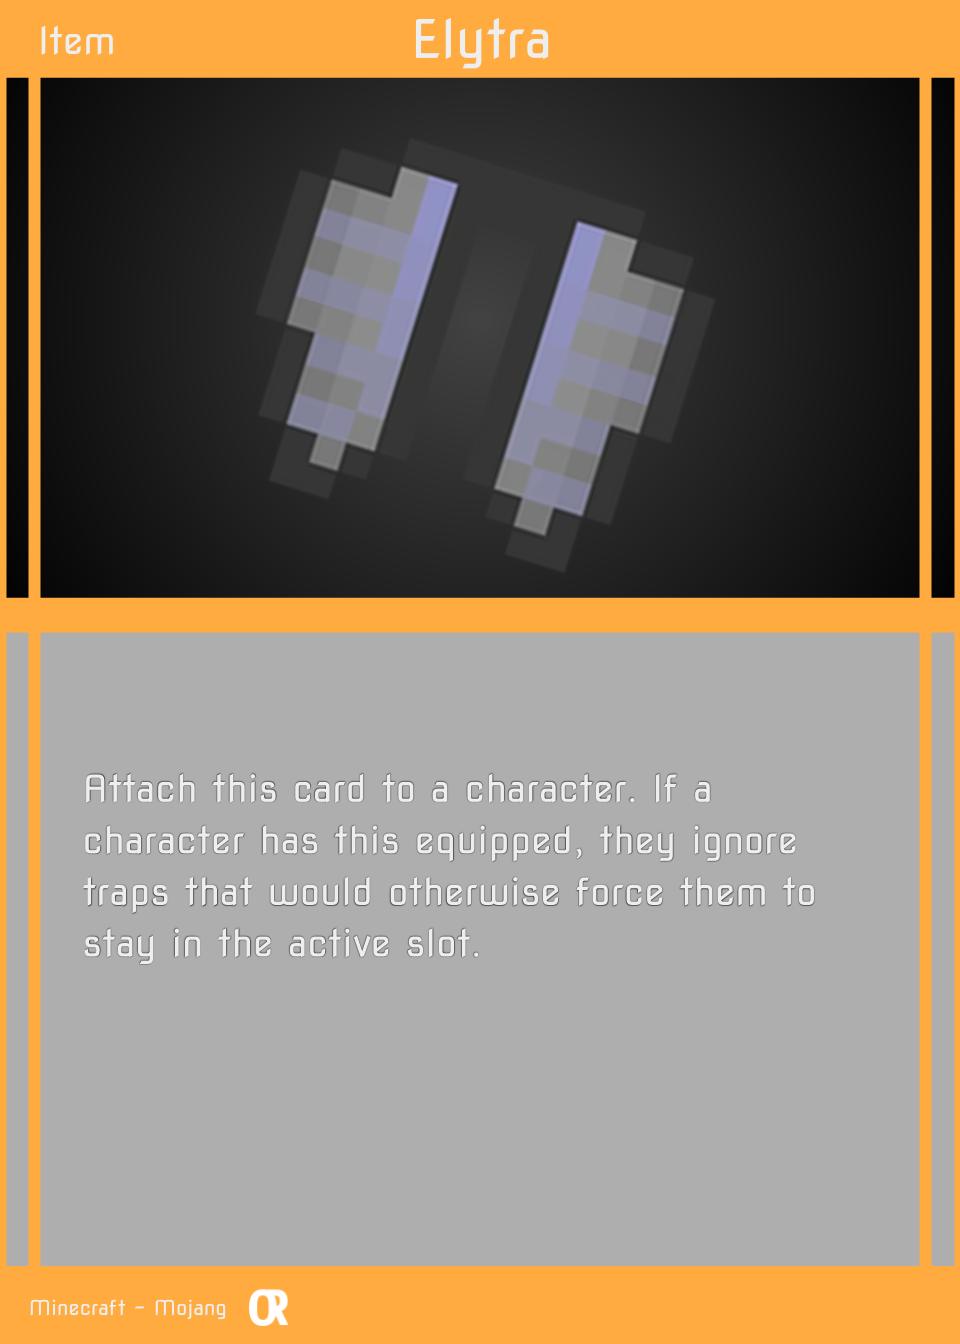 Item
Elytra
Attach this card to a character. If a
character has this equipped, they ignore
traps that would otherwise force them to
stay in the active slot.
Minecraft - Mojang OR